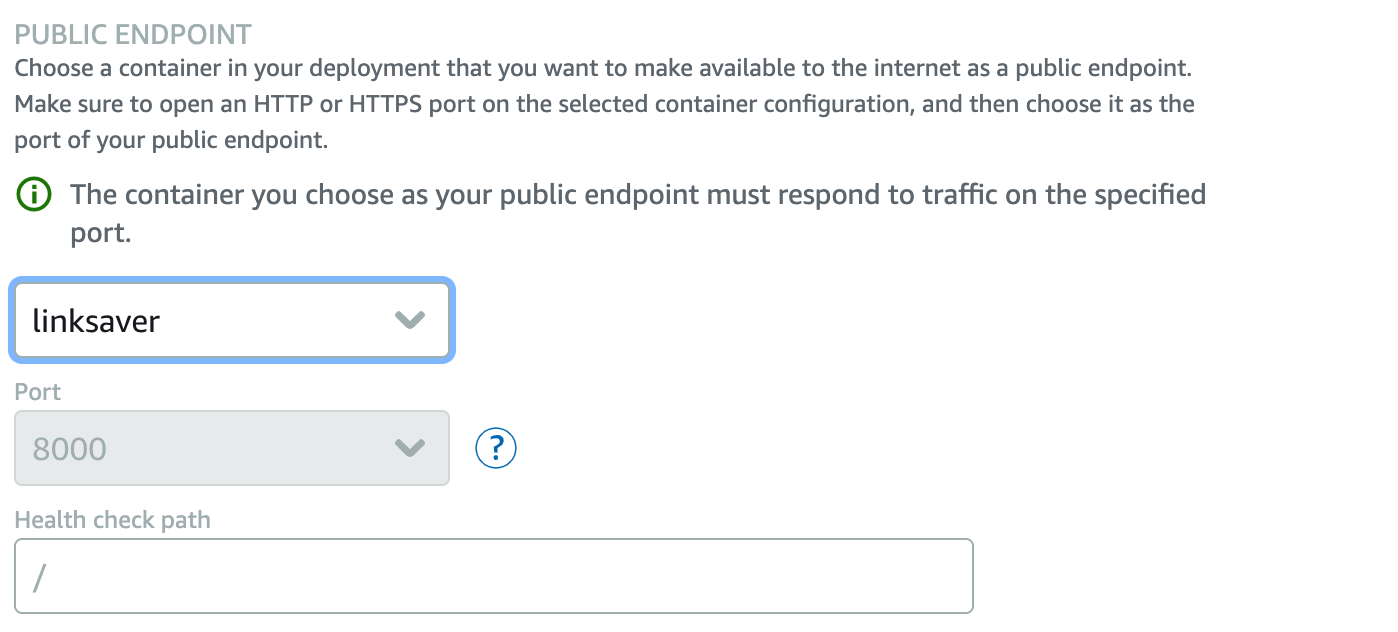 PUBLIC ENDPOINT
Choose a container in your deployment that you want to make available to the internet as a public endpoint.
Make sure to open an HTTP or HTTPS port on the selected container configuration, and then choose it as the
port of your public endpoint.
The container you choose as your public endpoint must respond to traffic on the specified
port.
linksaver
Port
8000
?
Health check path
/